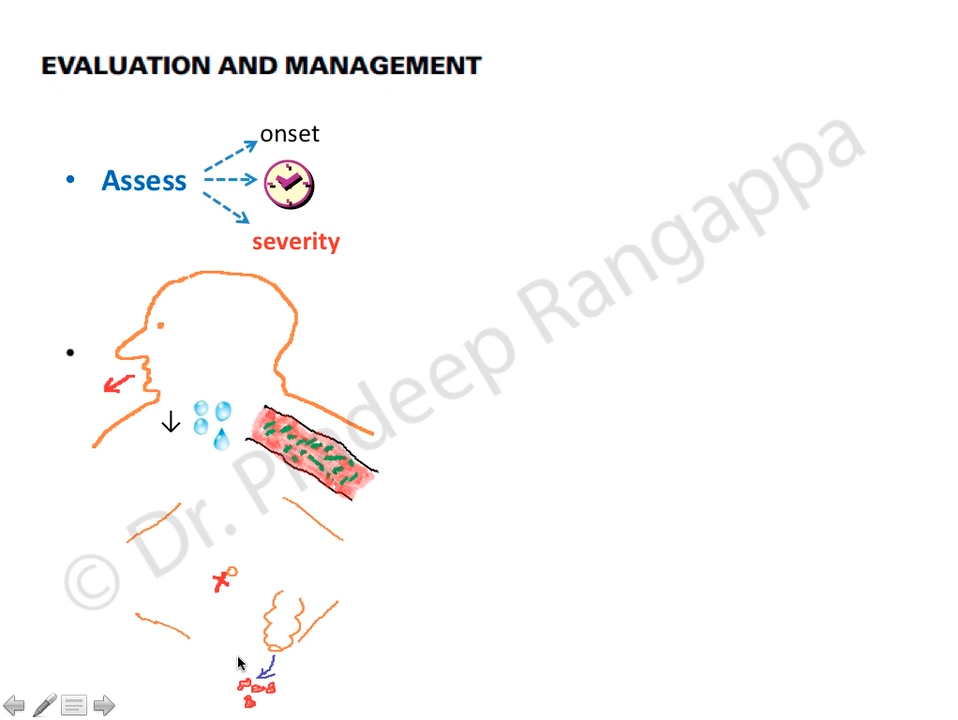 EVALUATION AND MANAGEMENT
onset
• Assess
severity
•
© Dr. Pradeep Rangappa